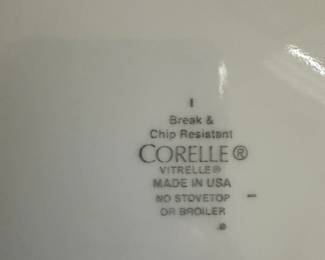 Break &
Chip Resistant
CORELLE®
VITRELLE®
MADE IN USA
NO STOVETOP
OR BROILER